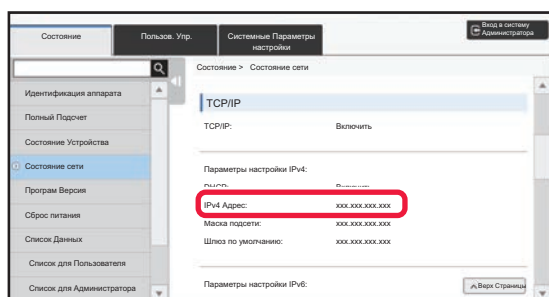 Состояние
Пользов. Упр.
Системные Параметры настройки
Вход в систему
Администратора
Состояние > Состояние сети
Идентификация аппарата
Полный Подсчет
Состояние Устройства
Состояние сети
Програм Версия
Сброс питания
Список Данных
Список для Пользователя
Список для Администратора
TCP/IP
TCP/IP: Включить
Параметры настройки IPv4:
DHCP: Включить
IPv4 Адрес: xxx.xxx.xxx.xxx
Маска подсети: xxx.xxx.xxx.xxx
Шлюз по умолчанию: xxx.xxx.xxx.xxx
Параметры настройки IPv6:
Верх Страницы